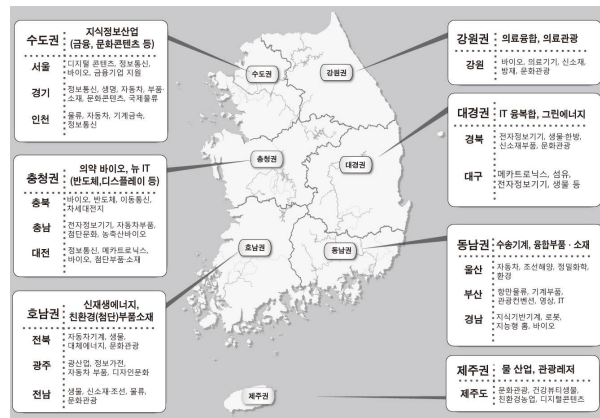 수도권 지식정보산업
(금융, 문화콘텐츠 등)
서울 디지털 콘텐츠, 정보통신,
바이오, 금융기업 지원
경기 정보통신, 생명, 자동차, 부품·
소재, 문화콘텐츠, 국제물류
인천 물류, 자동차, 기계금속,
정보통신
충청권 의약 바이오, 뉴 IT
(반도체,디스플레이 등)
충북 바이오, 반도체, 이동통신,
차세대전지
충남 전자정보기기, 자동차부품,
첨단문화, 농축산바이오
대전 정보통신, 메카트로닉스,
바이오, 첨단부품·소재
호남권 신재생에너지,
친환경(첨단)부품소재
전북 자동차기계, 생물,
대체에너지, 문화관광
광주 광산업, 정보가전,
자동차 부품, 디자인문화
전남 생물, 신소재·조선, 물류,
문화관광
수도권
강원권
충청권
대경권
호남권
동남권
제주권
강원권 의료융합, 의료관광
강원 바이오, 의료기기, 신소재,
방재, 문화관광
대경권 IT 융복합, 그린에너지
경북 전자정보기기, 생물·한방,
신소재부품, 문화관광
대구 메카트로닉스, 섬유,
전자정보기기, 생물 등
동남권 수송기계, 융합부품·소재
울산 자동차, 조선해양, 정밀화학,
환경
부산 항만물류, 기계부품,
관광컨벤션, 영상, IT
경남 지식기반기계, 로봇,
지능형 홈, 바이오
제주권 물 산업, 관광레저
제주도 문화관광, 건강뷰티생물,
친환경농업, 디지털콘텐츠